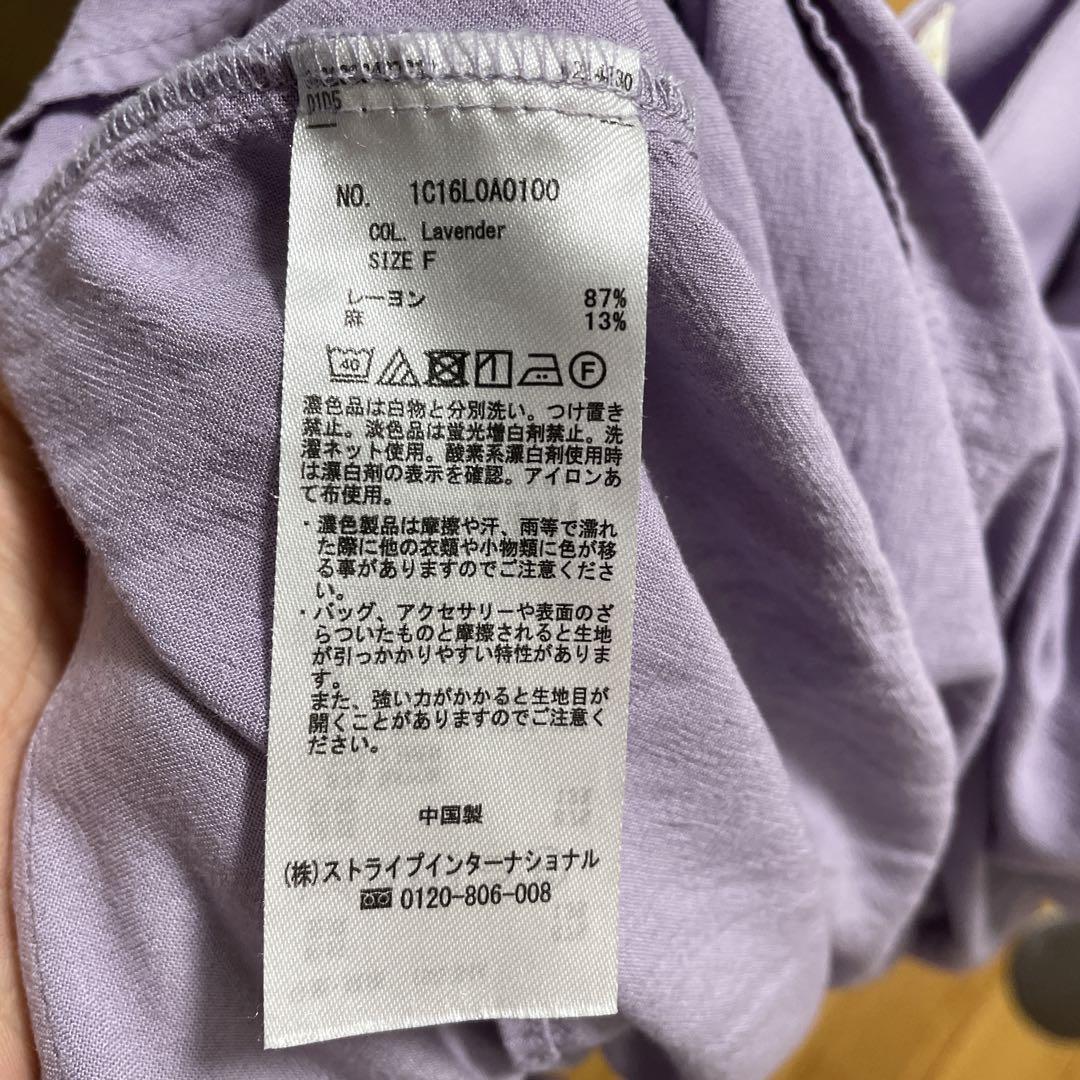 D1D5
NO. 1C16L0A0100
COL. Lavender
SIZE F
レーヨン 87%
麻 13%
40
F
濃色品は白物と分別洗い。つけ置き
禁止。淡色品は蛍光増白剤禁止。洗
濯ネット使用。酸素系漂白剤使用時
は漂白剤の表示を確認。アイロンあ
て布使用。
・濃色製品は摩擦や汗、雨等で濡れ
た際に他の衣類や小物類に色が移
る事がありますのでご注意くださ
い。
・バッグ、アクセサリーや表面のざ
らついたものと摩擦されると生地
が引っかかりやすい特性がありま
す。
また、強い力がかかると生地目が
開くことがありますのでご注意く
ださい。
中国製
(株)ストライプインターナショナル
0120-806-008